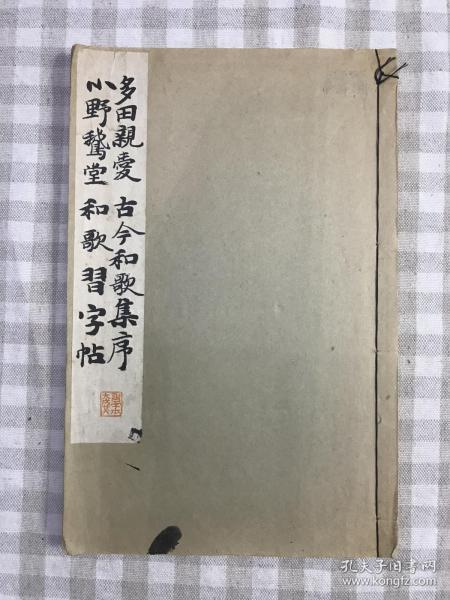 多田親愛 古今和歌集序
小野鵞堂 和歌 習字帖
孔夫子旧书网
www.kongfz.com